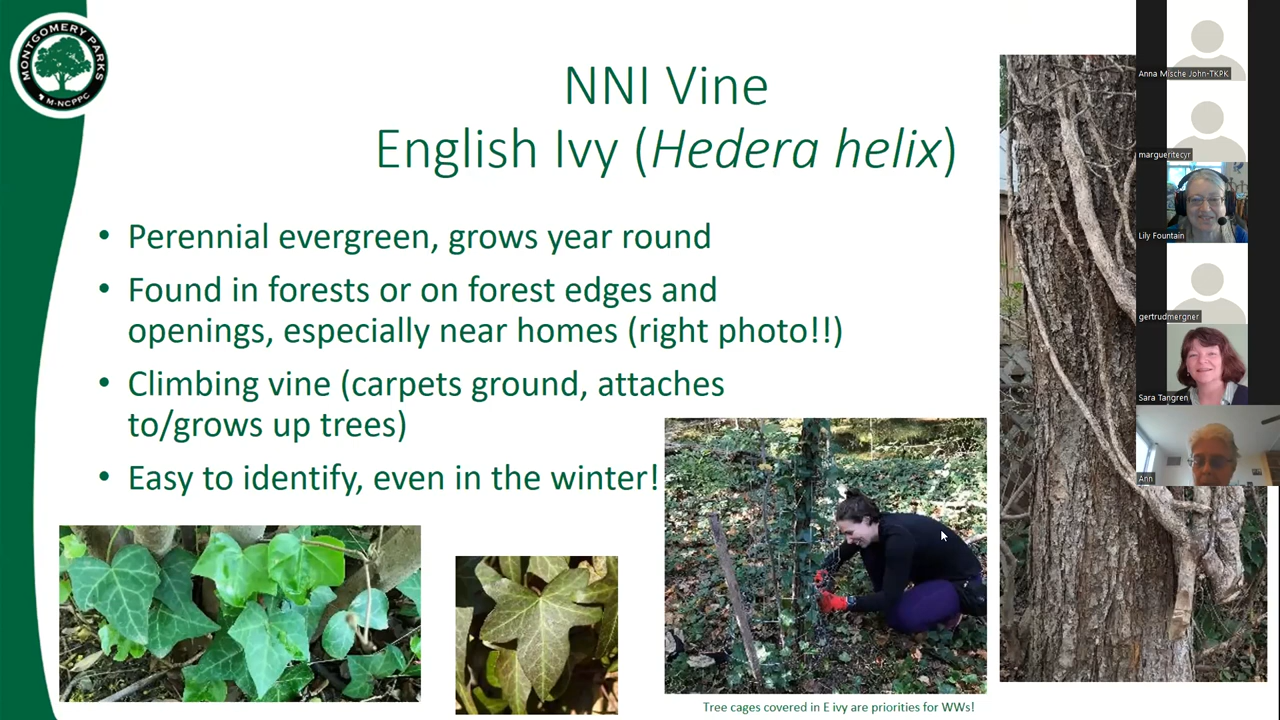 MONTGOMERY PARKS
M-NCPPC
NNI Vine
English Ivy (Hedera helix)
• Perennial evergreen, grows year round
• Found in forests or on forest edges and
openings, especially near homes (right photo!!)
• Climbing vine (carpets ground, attaches
to/grows up trees)
• Easy to identify, even in the winter!
Tree cages covered in E ivy are priorities for WWs!
Anna Mische John-TKPK
margueritecyr
Lily Fountain
gertrudmergner
Sara Tangren
Ann